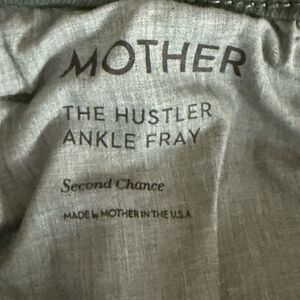 MOTHER
THE HUSTLER
ANKLE FRAY
Second Chance
MADE by MOTHER IN THE U.S.A.